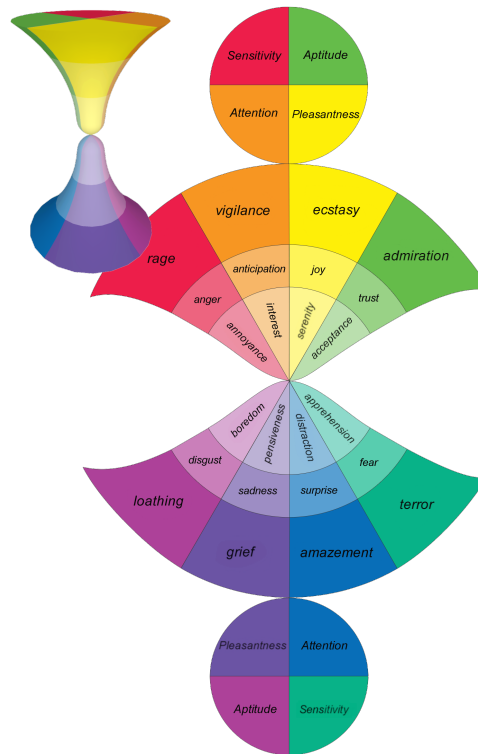 Sensitivity
Aptitude
Attention
Pleasantness
vigilance
ecstasy
rage
admiration
anticipation
joy
anger
trust
annoyance
interest
serenity
acceptance
boredom
pensiveness
distraction
apprehension
disgust
fear
sadness
surprise
loathing
terror
grief
amazement
Pleasantness
Attention
Aptitude
Sensitivity